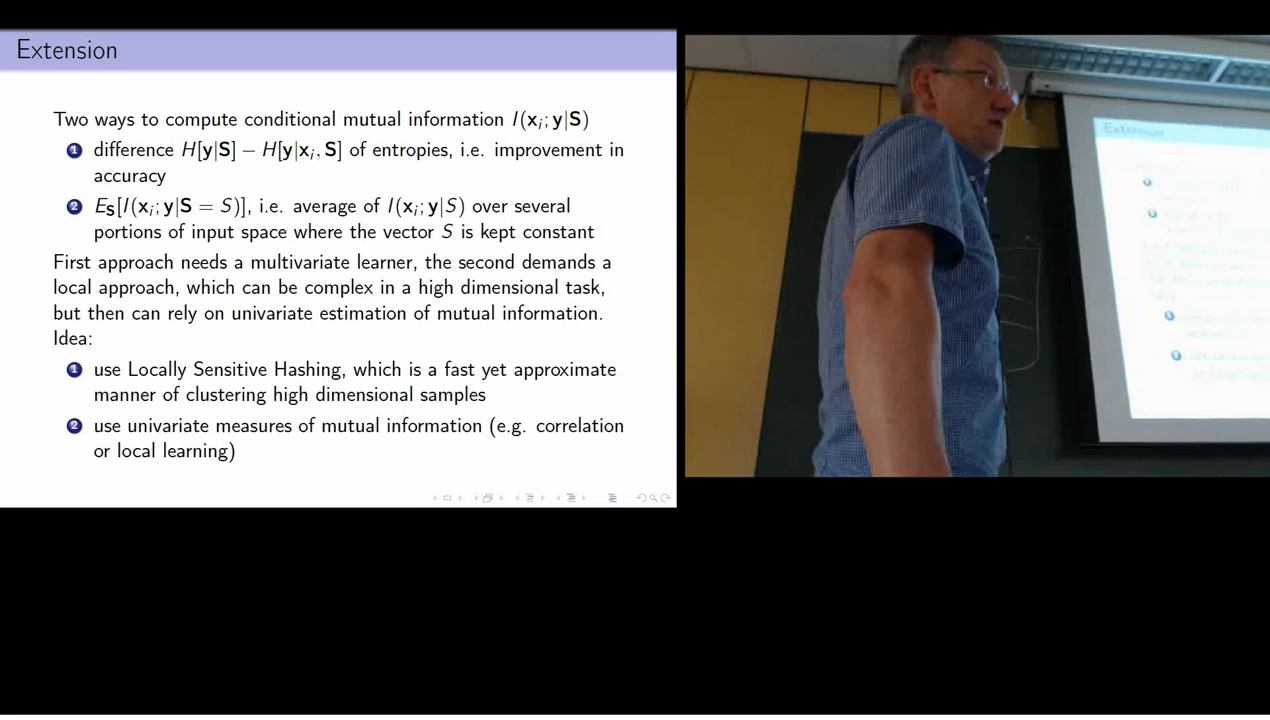 Extension
Two ways to compute conditional mutual information I(xᵢ; y|S)
1 difference H[y|S] − H[y|xᵢ, S] of entropies, i.e. improvement in
accuracy
2 E_S[I(xᵢ; y|S = S)], i.e. average of I(xᵢ; y|S) over several
portions of input space where the vector S is kept constant
First approach needs a multivariate learner, the second demands a
local approach, which can be complex in a high dimensional task,
but then can rely on univariate estimation of mutual information.
Idea:
1 use Locally Sensitive Hashing, which is a fast yet approximate
manner of clustering high dimensional samples
2 use univariate measures of mutual information (e.g. correlation
or local learning)
Extension